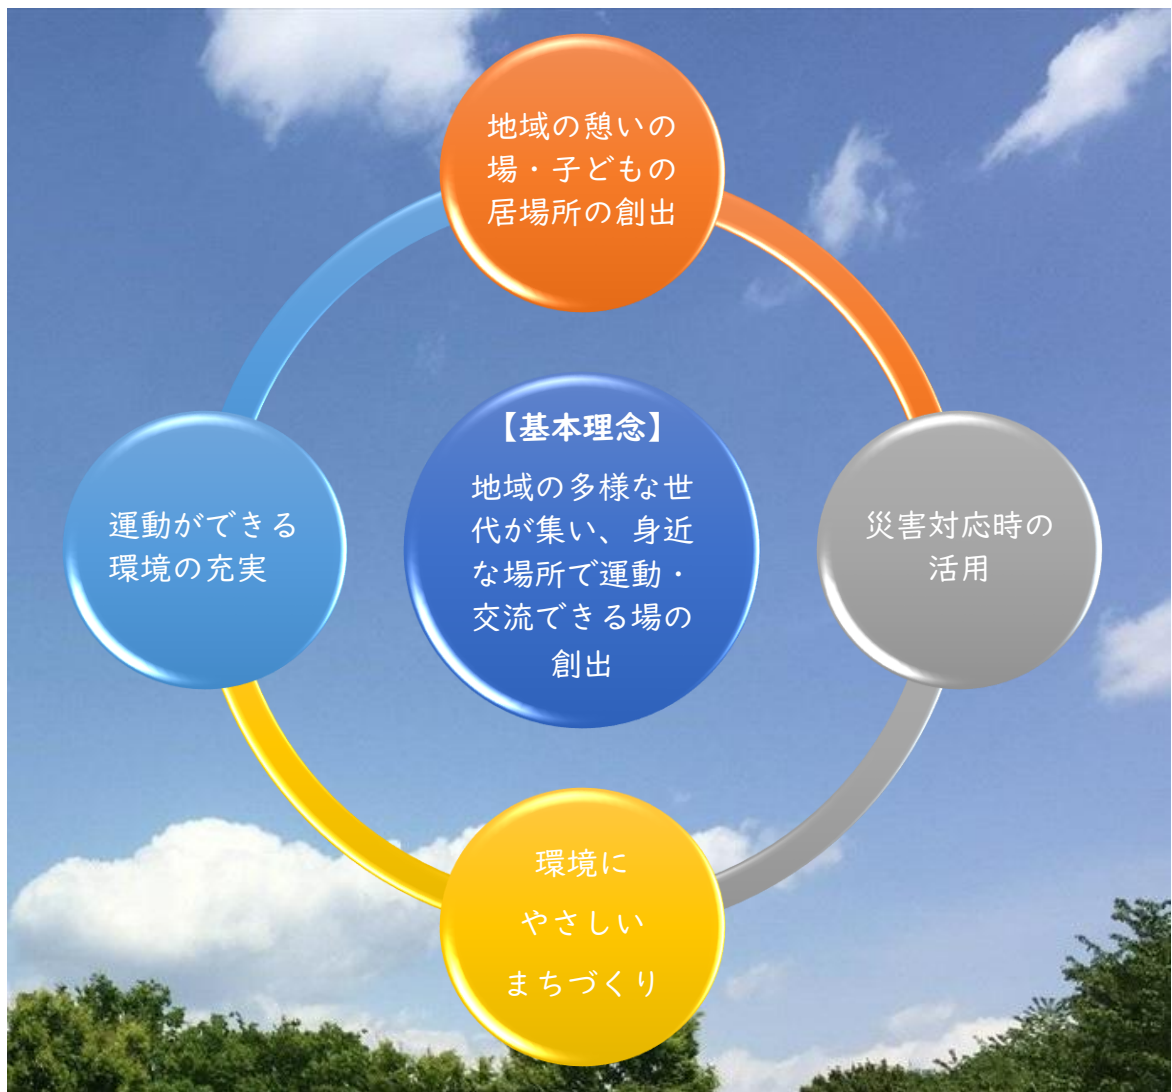 地域の憩いの
場・子どもの
居場所の創出
【基本理念】
地域の多様な世
代が集い、身近
な場所で運動・
交流できる場の
創出
運動ができる
環境の充実
災害対応時の
活用
環境に
やさしい
まちづくり